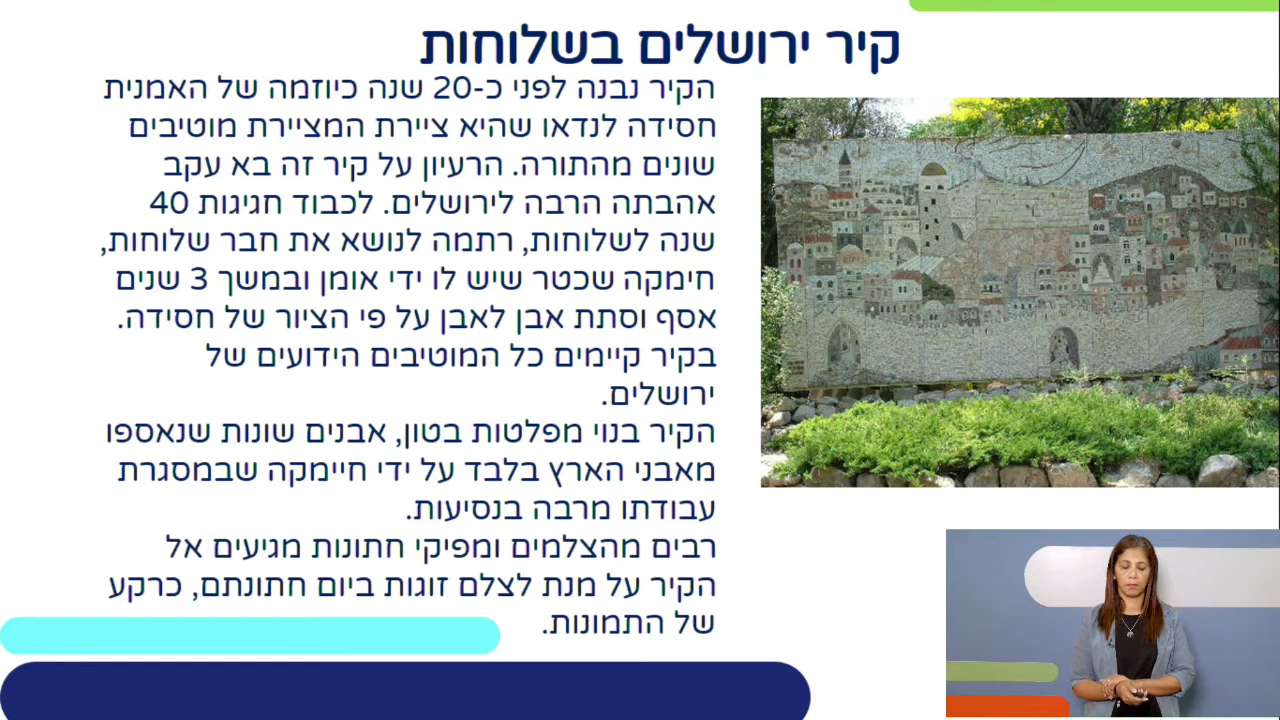 קיר ירושלים בשלוחות
הקיר נבנה לפני כ-20 שנה כיוזמה של האמנית
חסידה לנדאו שהיא ציירת המציירת מוטיבים
שונים מהתורה. הרעיון על קיר זה בא עקב
אהבתה הרבה לירושלים. לכבוד חגיגות 40
שנה לשלוחות, רתמה לנושא את חבר שלוחות,
חימקה שכטר שיש לו ידי אומן ובמשך 3 שנים
אסף וסתת אבן לאבן על פי הציור של חסידה.
בקיר קיימים כל המוטיבים הידועים של
ירושלים.
הקיר בנוי מפלטות בטון, אבנים שונות שנאספו
מאבני הארץ בלבד על ידי חיימקה שבמסגרת
עבודתו מרבה בנסיעות.
רבים מהצלמים ומפיקי חתונות מגיעים אל
הקיר על מנת לצלם זוגות ביום חתונתם, כרקע
של התמונות.